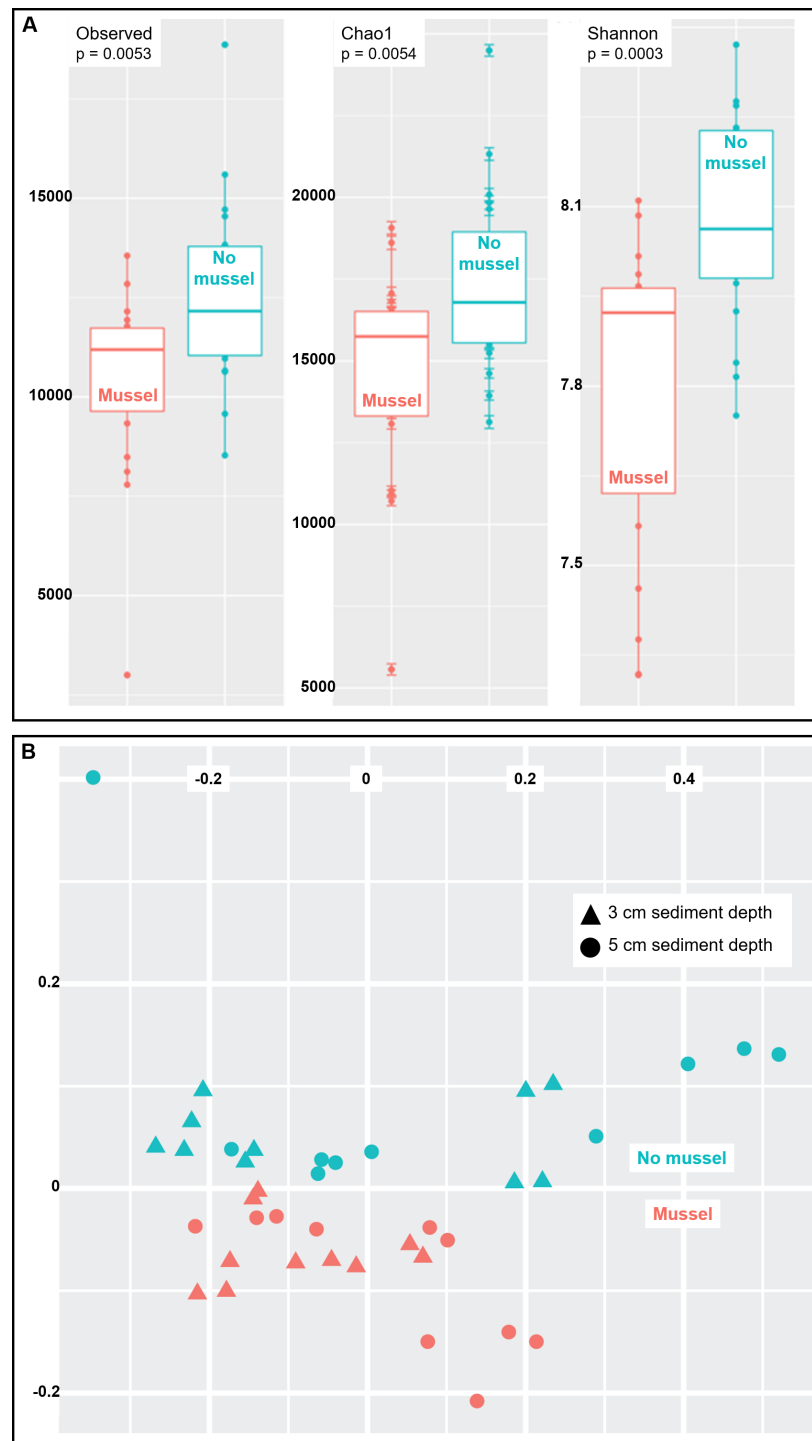 A
Observed
p = 0.0053
Chao1
p = 0.0054
Shannon
p = 0.0003
15000
10000
5000
No
mussel
Mussel
20000
15000
10000
5000
No
mussel
Mussel
8.1
7.8
7.5
No
mussel
Mussel
B
-0.2
0
0.2
0.4
3 cm sediment depth
5 cm sediment depth
0.2
0
-0.2
No mussel
Mussel